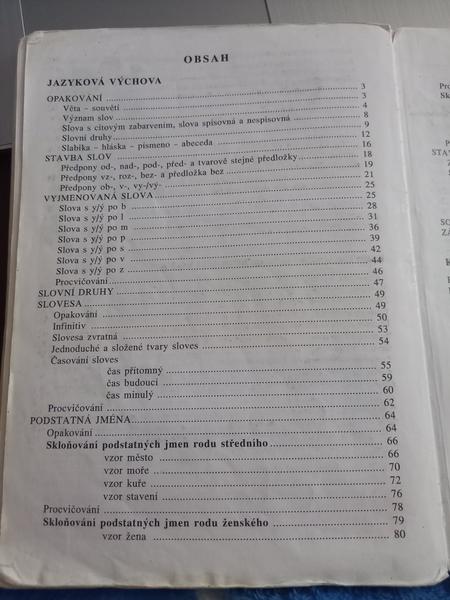 OBSAH
JAZYKOVÁ VÝCHOVA
OPAKOVÁNÍ ... 3
Věta – souvětí ... 3
Význam slov ... 4
Slova s citovým zabarvením, slova spisovná a nespisovná ... 8
Slovní druhy ... 9
Slabika – hláska – písmeno – abeceda ... 12
STAVBA SLOV ... 16
Předpony od-, nad-, pod-, před- a tvarově stejné předložky ... 18
Předpony vz-, roz-, bez- a předložka bez ... 19
Předpony ob-, v-, vy-/vý- ... 21
VYJMENOVANÁ SLOVA ... 25
Slova s y/ý po b ... 25
Slova s y/ý po l ... 28
Slova s y/ý po m ... 31
Slova s y/ý po p ... 36
Slova s y/ý po s ... 39
Slova s y/ý po v ... 42
Slova s y/ý po z ... 44
Procvičování ... 46
SLOVNÍ DRUHY ... 47
SLOVESA ... 49
Opakování ... 49
Infinitiv ... 50
Slovesa zvratná ... 53
Jednoduché a složené tvary sloves ... 54
Časování sloves
čas přítomný ... 55
čas budoucí ... 59
čas minulý ... 60
Procvičování ... 62
PODSTATNÁ JMÉNA ... 64
Opakování ... 64
Skloňování podstatných jmen rodu středního ... 66
vzor město ... 66
vzor moře ... 70
vzor kuře ... 72
vzor stavení ... 76
Procvičování ... 78
Skloňování podstatných jmen rodu ženského ... 79
vzor žena ... 80